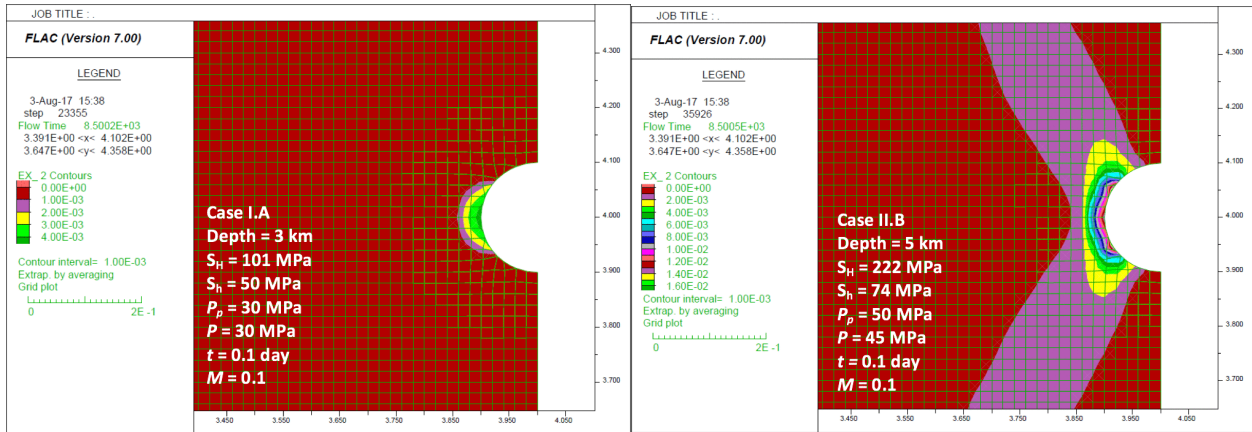 JOB TITLE : .
FLAC (Version 7.00)
LEGEND
3-Aug-17 15:38
step 23355
Flow Time 8.5002E+03
3.391E+00 <x< 4.102E+00
3.647E+00 <y< 4.358E+00
EX_ 2 Contours
0.00E+00
1.00E-03
2.00E-03
3.00E-03
4.00E-03
Contour interval= 1.00E-03
Extrap. by averaging
Grid plot
0 2E -1
Case I.A
Depth = 3 km
SH = 101 MPa
Sh = 50 MPa
Pp = 30 MPa
P = 30 MPa
t = 0.1 day
M = 0.1
4.300
4.200
4.100
4.000
3.900
3.800
3.700
3.450 3.550 3.650 3.750 3.850 3.950 4.050
JOB TITLE : .
FLAC (Version 7.00)
LEGEND
3-Aug-17 15:38
step 35926
Flow Time 8.5005E+03
3.391E+00 <x< 4.102E+00
3.647E+00 <y< 4.358E+00
EX_ 2 Contours
0.00E+00
2.00E-03
4.00E-03
6.00E-03
8.00E-03
1.00E-02
1.20E-02
1.40E-02
1.60E-02
Contour interval= 1.00E-03
Extrap. by averaging
Grid plot
0 2E -1
Case II.B
Depth = 5 km
SH = 222 MPa
Sh = 74 MPa
Pp = 50 MPa
P = 45 MPa
t = 0.1 day
M = 0.1
4.300
4.200
4.100
4.000
3.900
3.800
3.700
3.450 3.550 3.650 3.750 3.850 3.950 4.050